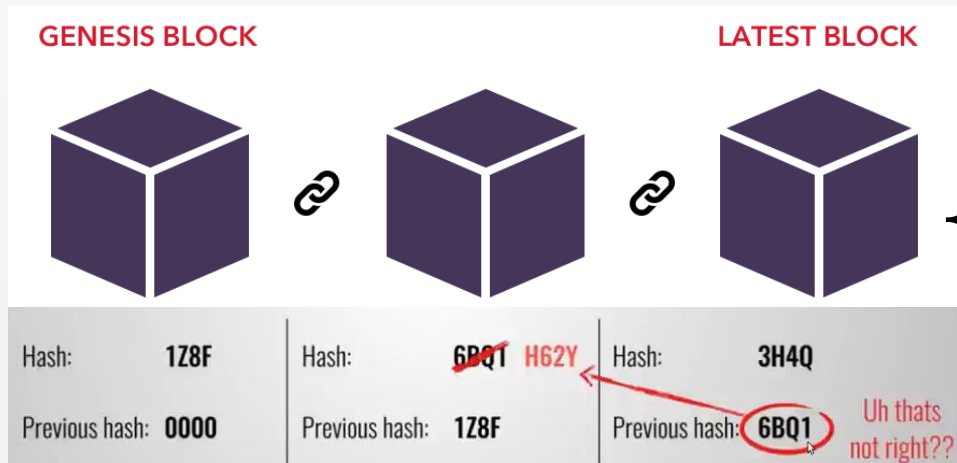 GENESIS BLOCK
LATEST BLOCK
Hash: 1Z8F
Previous hash: 0000
Hash: 6BQ1 H62Y
Previous hash: 1Z8F
Hash: 3H4Q
Previous hash: 6BQ1
Uh thats
not right??